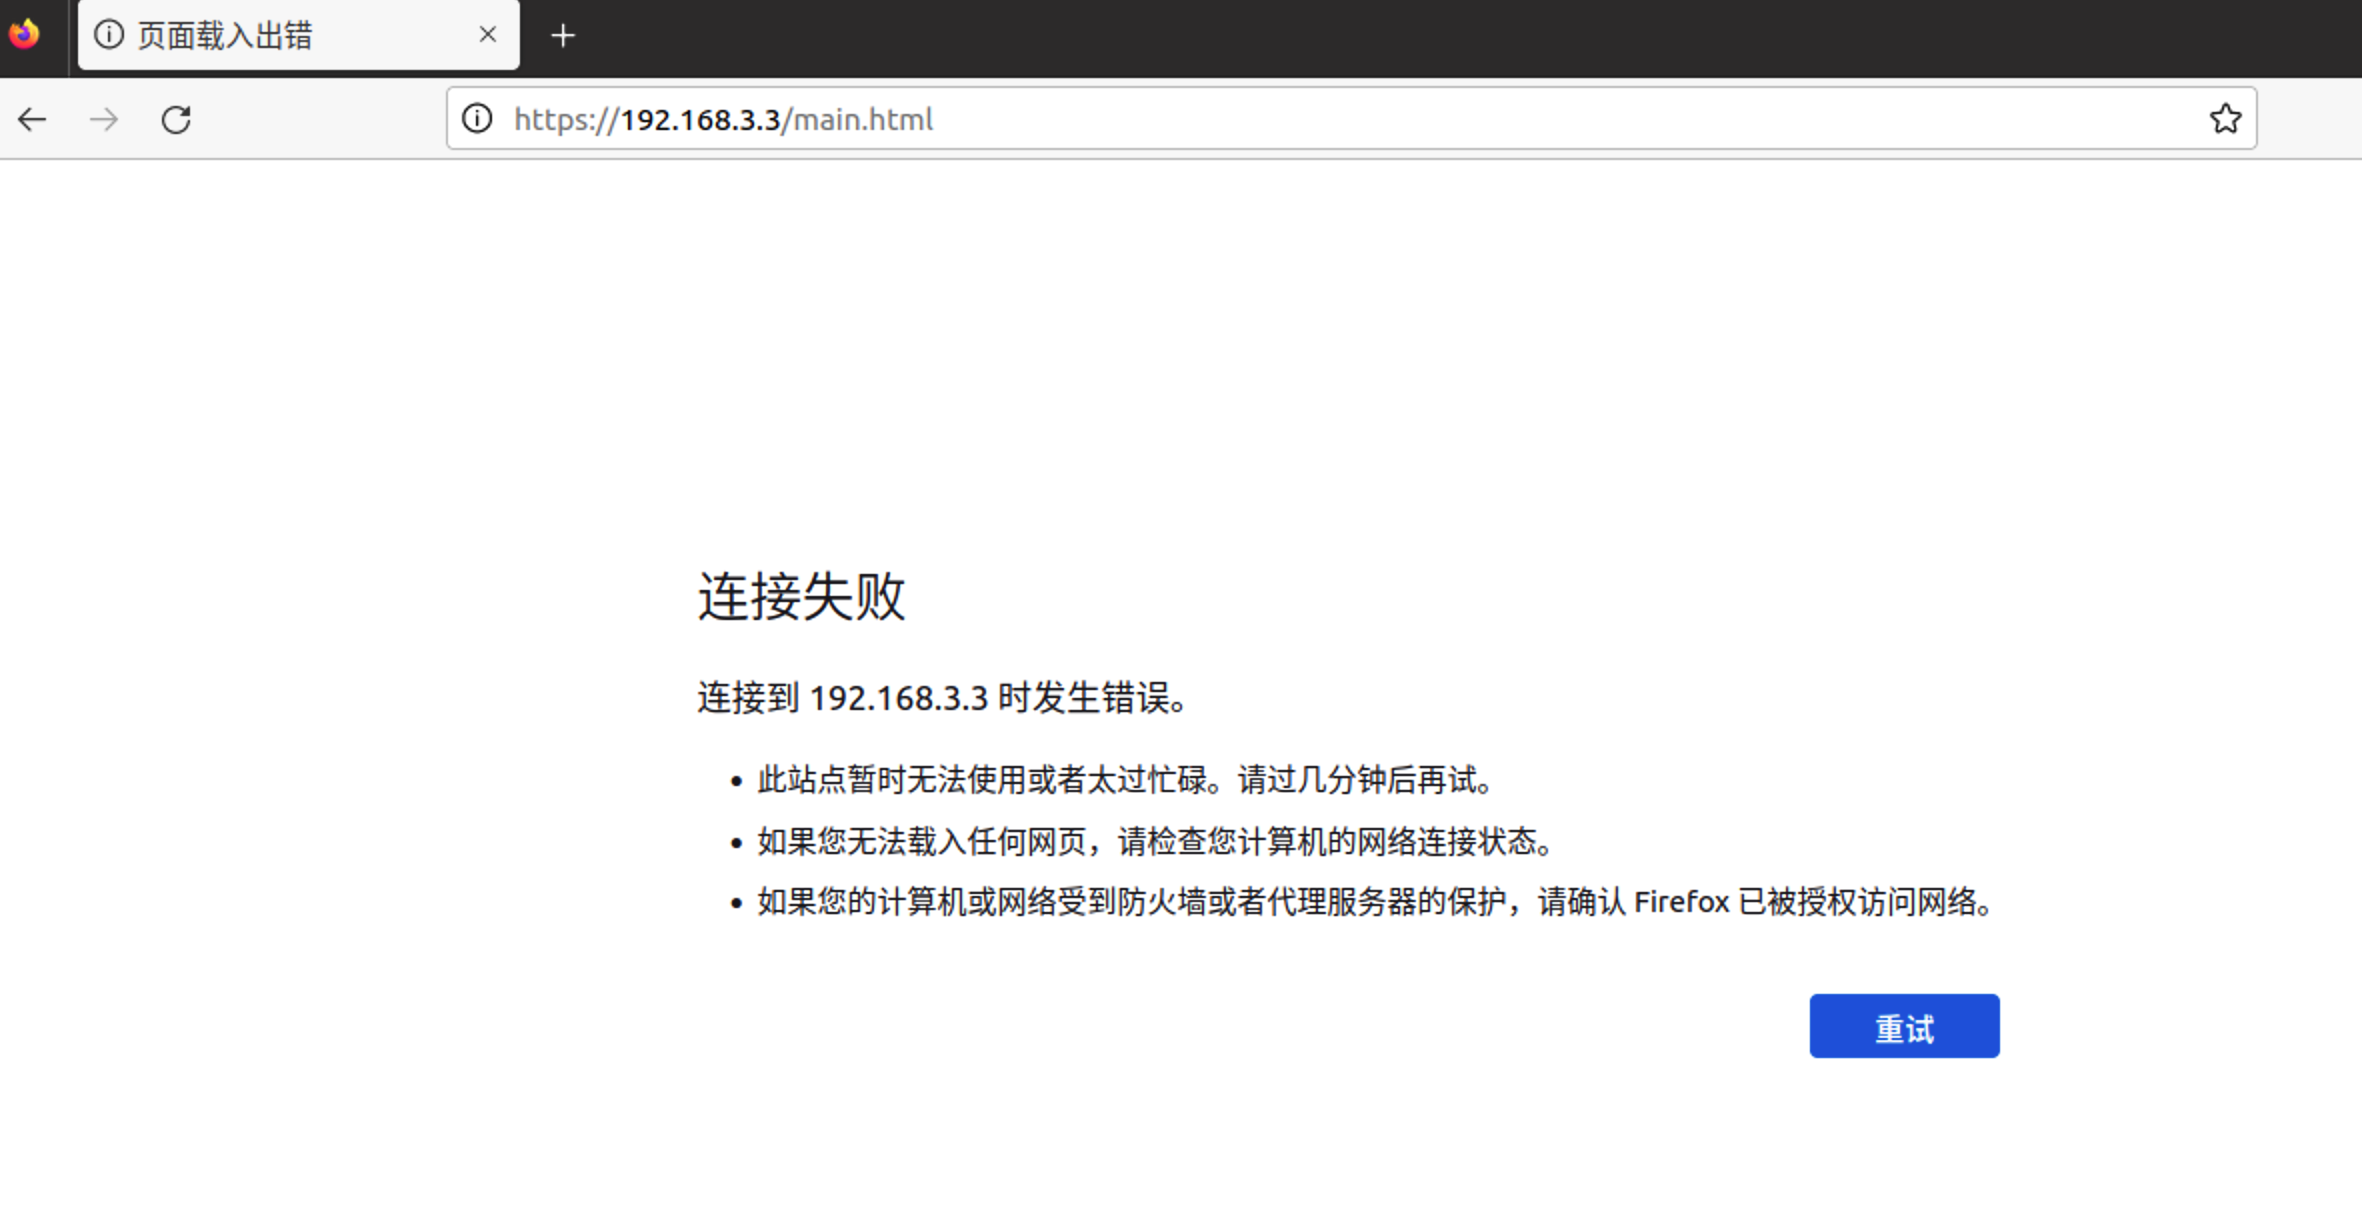 页面载入出错
https://192.168.3.3/main.html
连接失败
连接到 192.168.3.3 时发生错误。
此站点暂时无法使用或者太过忙碌。请过几分钟后再试。
如果您无法载入任何网页，请检查您计算机的网络连接状态。
如果您的计算机或网络受到防火墙或者代理服务器的保护，请确认 Firefox 已被授权访问网络。
重试